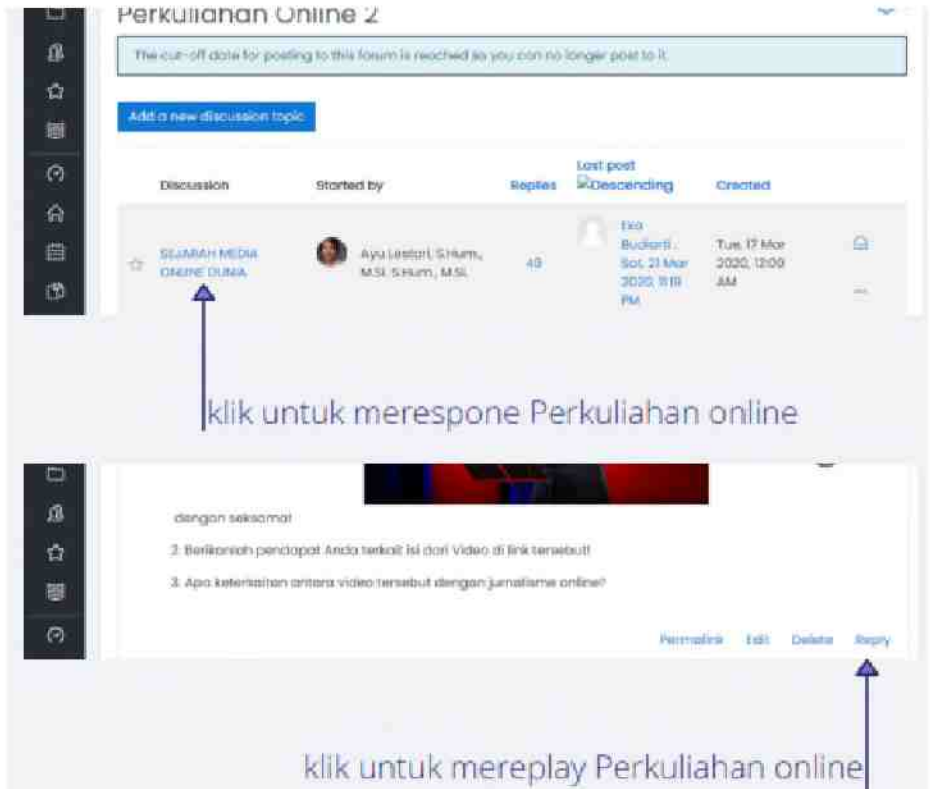 Perkuliahan Online 2
The cut-off date for posting to this forum is reached so you can no longer post to it.
Add a new discussion topic
Last post
Discussion Started by Replies Descending Created
SEJARAH MEDIA ONLINE DUNIA
Ayu Lestari, S.Hum., M.Si. S.Hum., M.Si.
49
Eka Budiarti .
Sat, 21 Mar 2020, 11:19 PM
Tue, 17 Mar 2020, 12:00 AM
klik untuk merespone Perkuliahan online
dengan seksama!
2. Berikanlah pendapat Anda terkait isi dari Video di link tersebut!
3. Apa keterkaitan antara video tersebut dengan jurnalisme online?
Permalink Edit Delete Reply
klik untuk mereplay Perkuliahan online